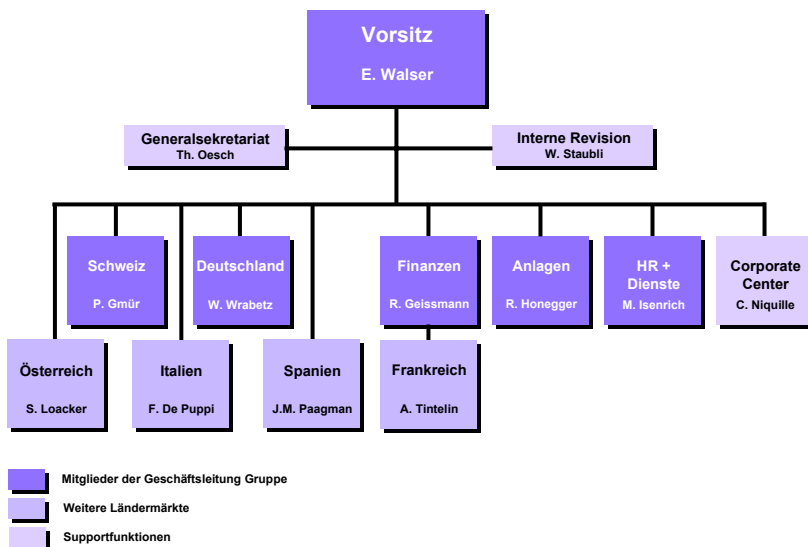 Vorsitz
E. Walser
Generalsekretariat
Th. Oesch
Interne Revision
W. Staubli
Schweiz
P. Gmür
Deutschland
W. Wrabetz
Finanzen
R. Geissmann
Anlagen
R. Honegger
HR +
Dienste
M. Isenrich
Corporate
Center
C. Niquille
Österreich
S. Loacker
Italien
F. De Puppi
Spanien
J.M. Paagman
Frankreich
A. Tintelin
Mitglieder der Geschäftsleitung Gruppe
Weitere Ländermärkte
Supportfunktionen